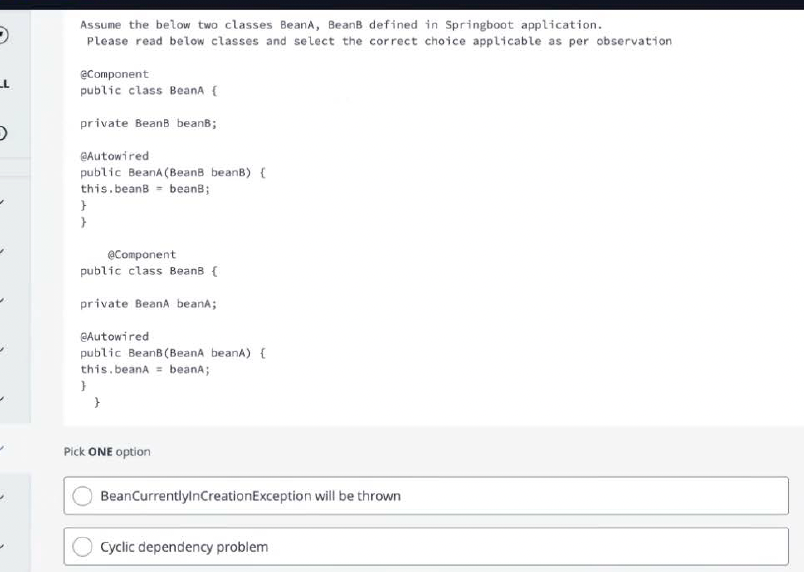 Assume the below two classes BeanA, BeanB defined in Springboot application.
Please read below classes and select the correct choice applicable as per observation
@Component
public class BeanA {
private BeanB beanB;
@Autowired
public BeanA(BeanB beanB) {
this.beanB = beanB;
}
}
@Component
public class BeanB {
private BeanA beanA;
@Autowired
public BeanB(BeanA beanA) {
this.beanA = beanA;
}
}
Pick ONE option
BeanCurrentlyInCreationException will be thrown
Cyclic dependency problem